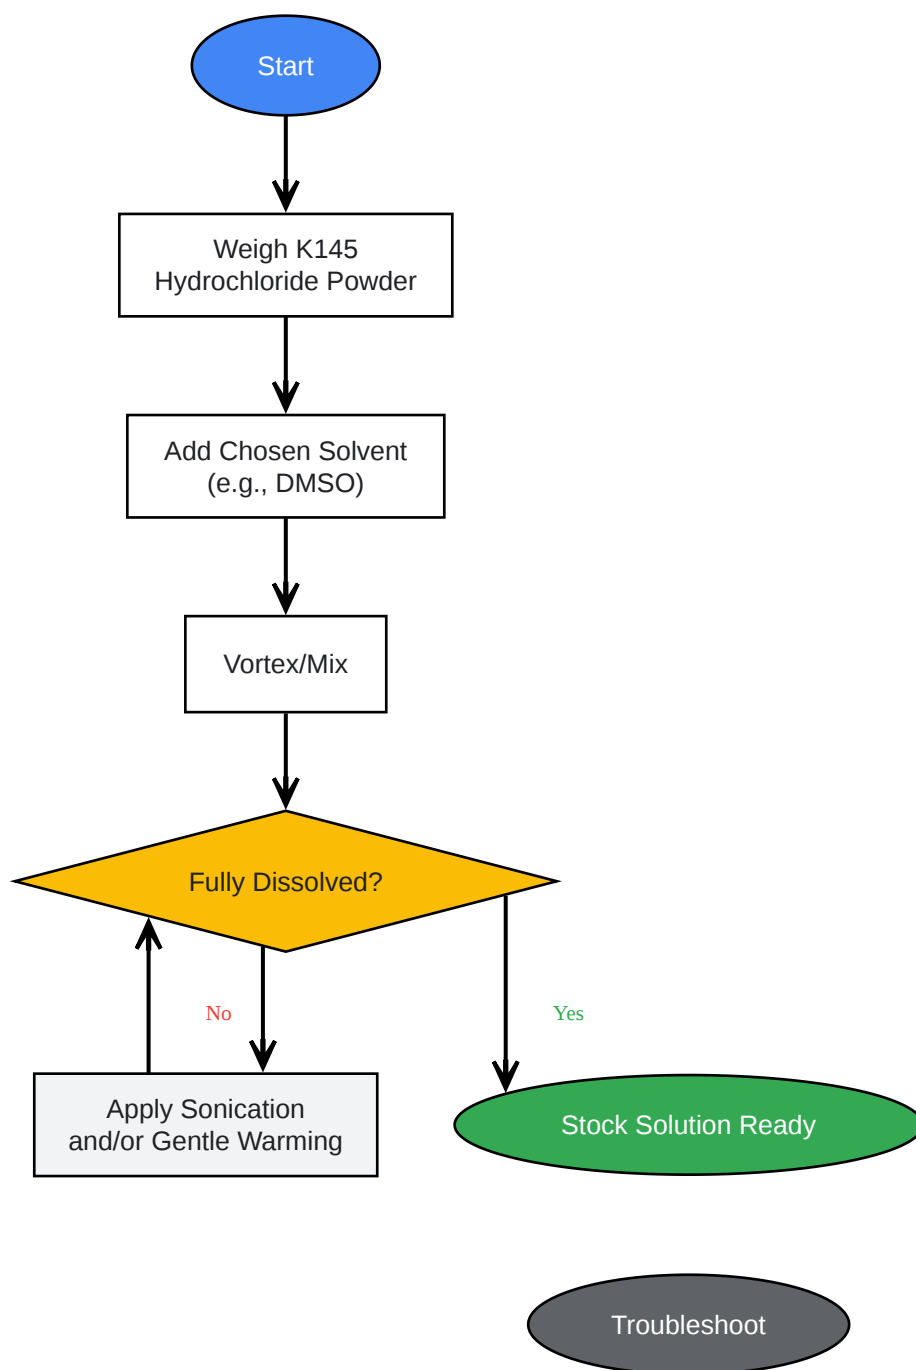 Start
Weigh K145
Hydrochloride Powder
Add Chosen Solvent
(e.g., DMSO)
Vortex/Mix
Fully Dissolved?
No
Yes
Apply Sonication
and/or Gentle Warming
Stock Solution Ready
Troubleshoot